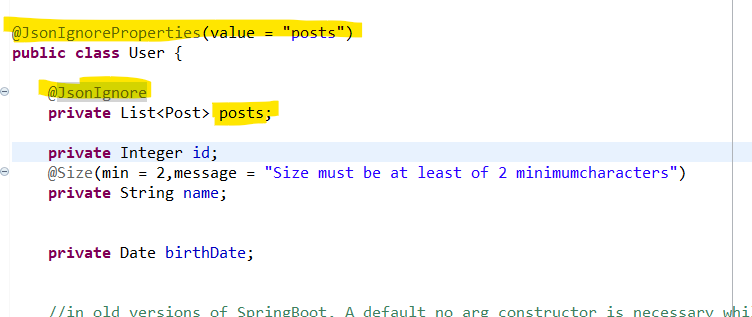 @JsonIgnoreProperties(value = "posts")
public class User {
@JsonIgnore
private List<Post> posts;
private Integer id;
@Size(min = 2,message = "Size must be at least of 2 minimumcharacters")
private String name;
private Date birthDate;
//in old versions of SpringBoot. A default no arg constructor is necessary whi